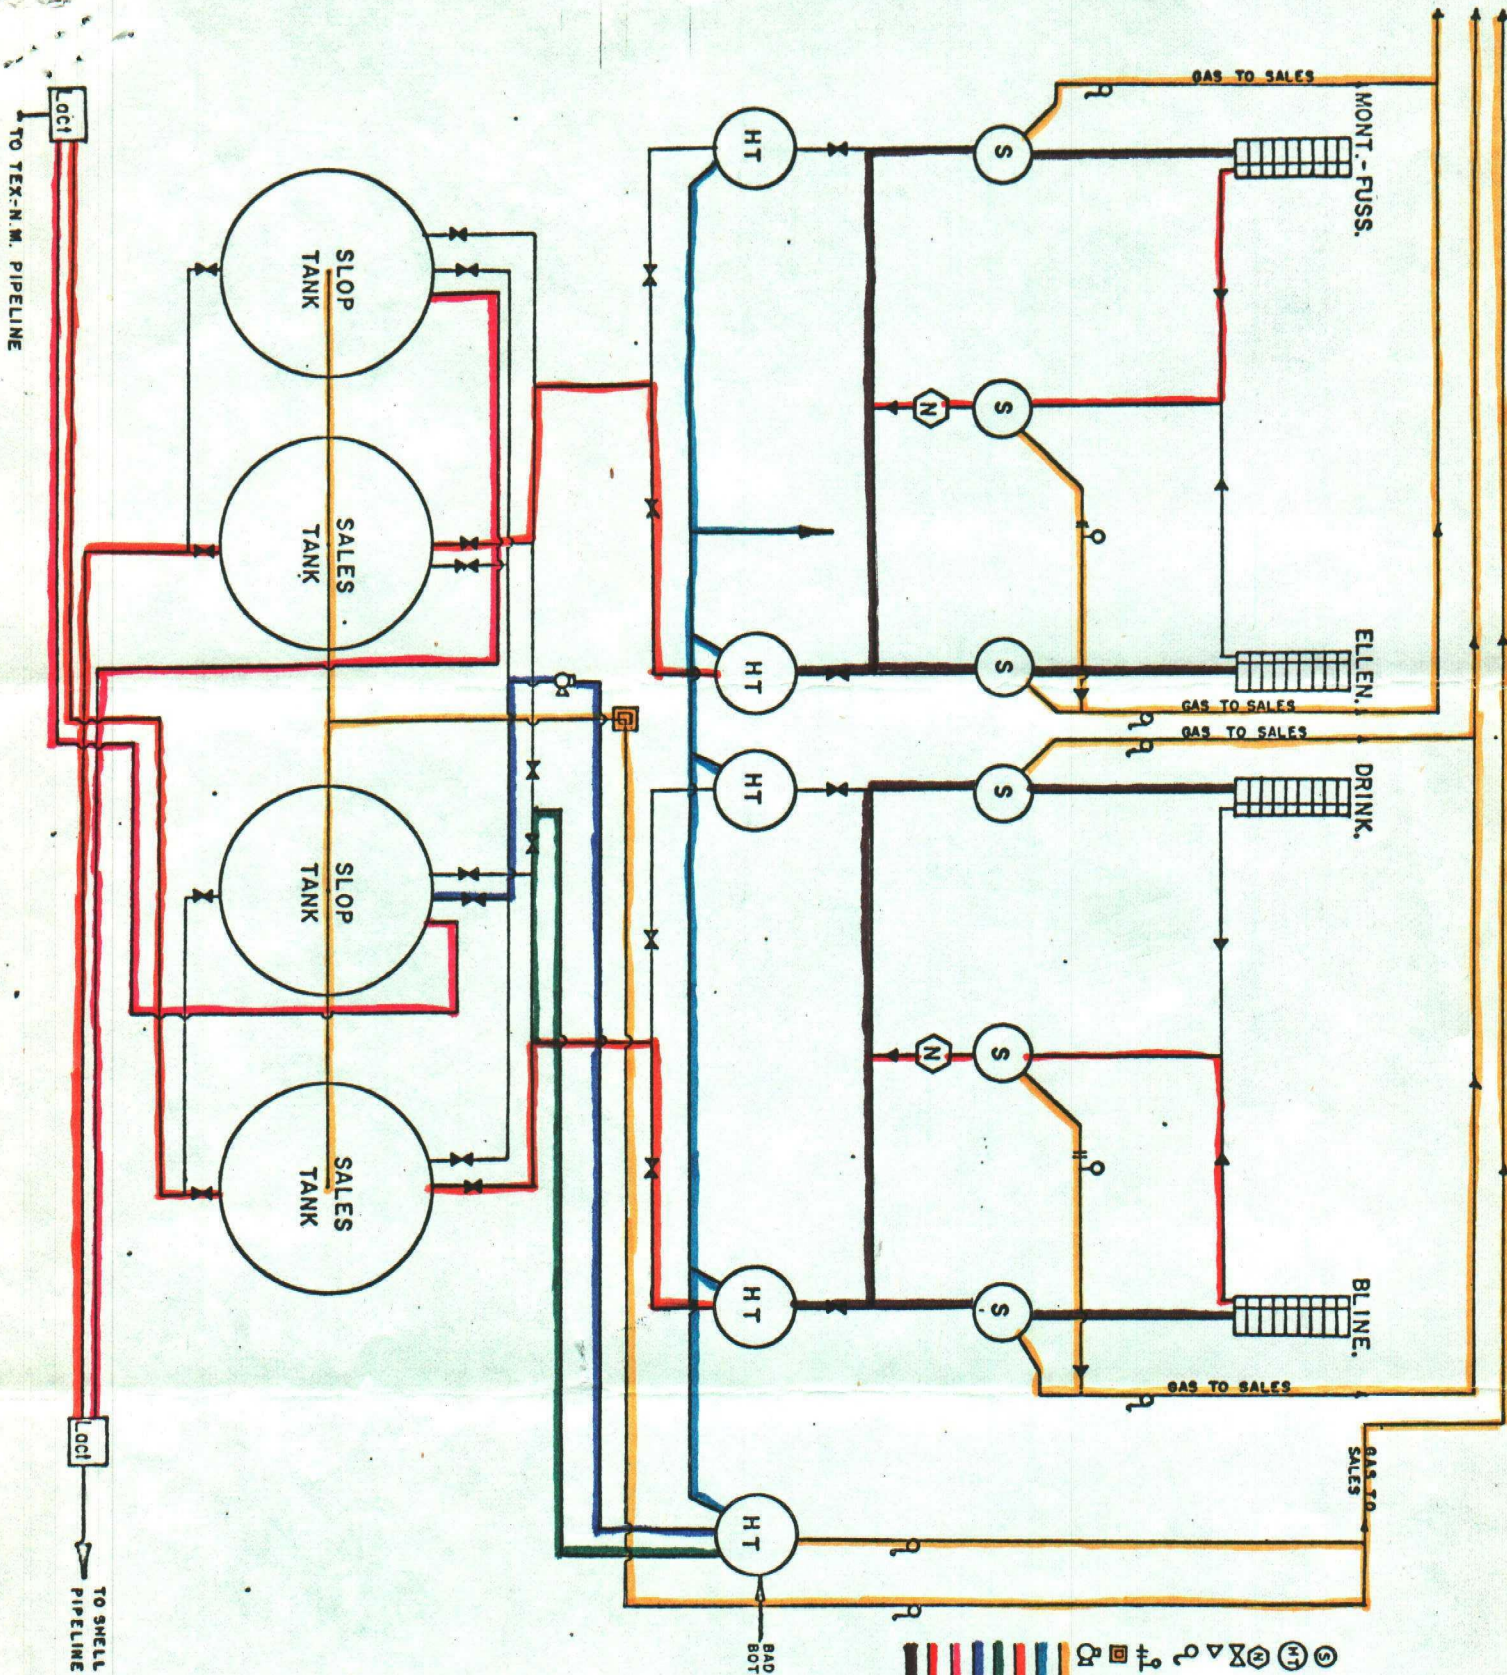 GAS TO SALES
MONT.-FUSS.
Lact
TO TEX-N.M. PIPELINE
HT
S
SLOP
TANK
N
S
SALES
TANK
ELLEN.
HT
S
GAS TO SALES
GAS TO SALES
DRINK.
HT
S
SLOP
TANK
N
S
SALES
TANK
BLINE.
HT
S
GAS TO SALES
Lact
GAS TO
SALES
HT
TO SHELL
PIPELINE
BAD
BOT
S
HT
N